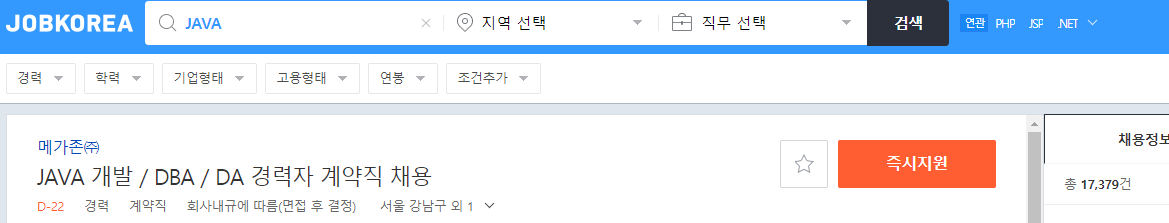 JOBKOREA JAVA 지역 선택 직무 선택 검색 연관 PHP JSP .NET
경력 학력 기업형태 고용형태 연봉 조건추가
메가존㈜
JAVA 개발 / DBA / DA 경력자 계약직 채용
즉시지원
D-22 경력 계약직 회사내규에 따름(면접 후 결정) 서울 강남구 외 1
채용정보
총 17,379건